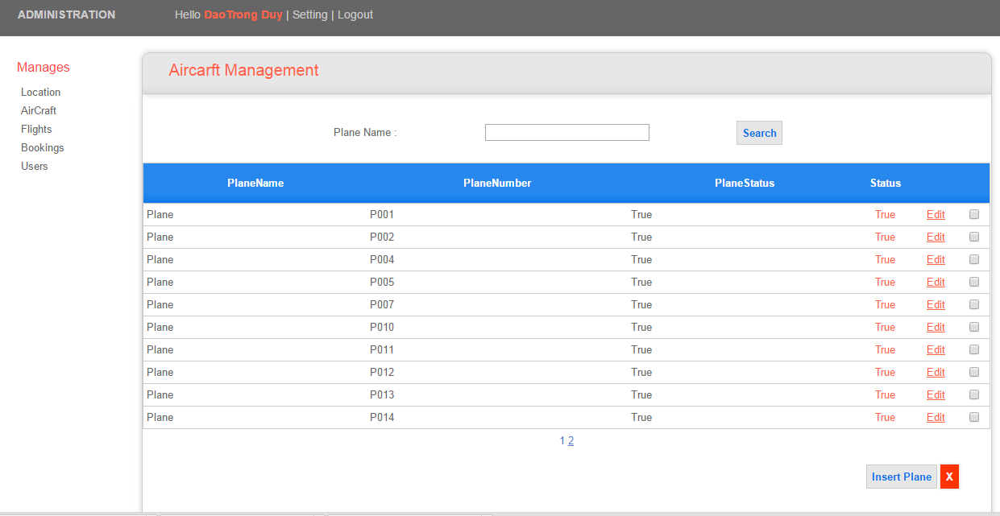 ADMINISTRATION Hello DaoTrong Duy | Setting | Logout
Manages
Location
AirCraft
Flights
Bookings
Users
Aircarft Management
Plane Name : Search
PlaneName PlaneNumber PlaneStatus Status
Plane P001 True True Edit
Plane P002 True True Edit
Plane P004 True True Edit
Plane P005 True True Edit
Plane P007 True True Edit
Plane P010 True True Edit
Plane P011 True True Edit
Plane P012 True True Edit
Plane P013 True True Edit
Plane P014 True True Edit
1 2
Insert Plane X